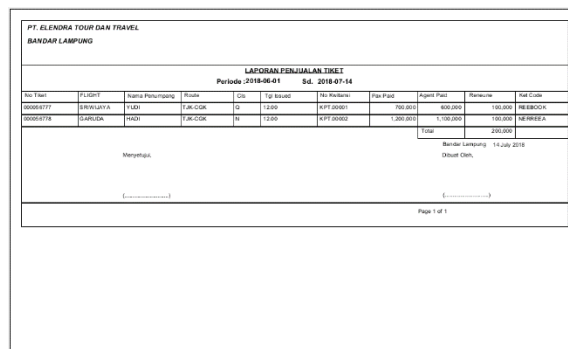 PT. ELENDRA TOUR DAN TRAVEL
BANDAR LAMPUNG
LAPORAN PENJUALAN TIKET
Periode : 2018-06-01 Sd. 2018-07-14
No Tiket FLIGHT Nama Penumpang Route Cls Tgl Issued No Kwitansi Pax Paid Agent Paid Reneune Ket Code
000056777 SRIWIJAYA YUDI TJK-CGK Q 12:00 KPT.00001 700,000 600,000 100,000 REEBOOK
000056778 GARUDA HADI TJK-CGK N 12:00 KPT.00002 1,200,000 1,100,000 100,000 NERREEA
Total 200,000
Bandar Lampung 14 July 2018
Menyetujui, Dibuat Oleh,
(........................) (........................)
Page 1 of 1